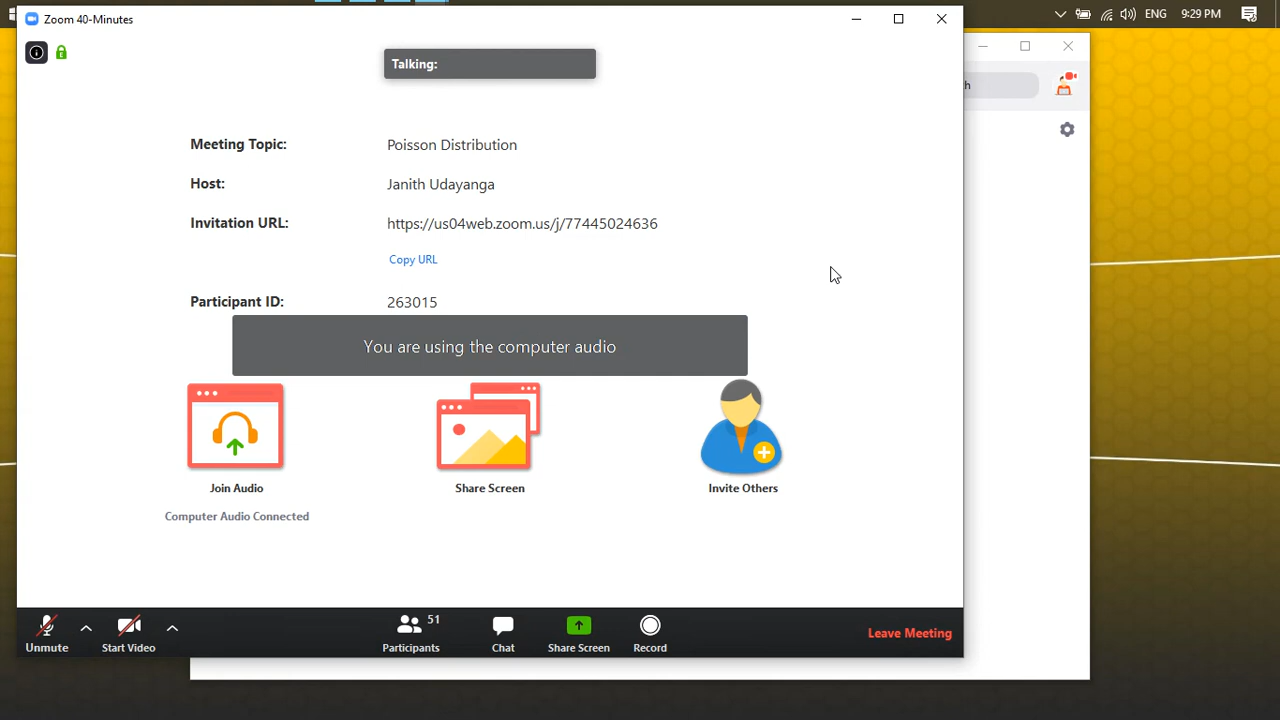 Zoom 40-Minutes
ENG 9:29 PM
Talking:
h
Meeting Topic: Poisson Distribution
Host: Janith Udayanga
Invitation URL: https://us04web.zoom.us/j/77445024636
Copy URL
Participant ID: 263015
You are using the computer audio
Join Audio Share Screen Invite Others
Computer Audio Connected
51
Unmute Start Video Participants Chat Share Screen Record Leave Meeting